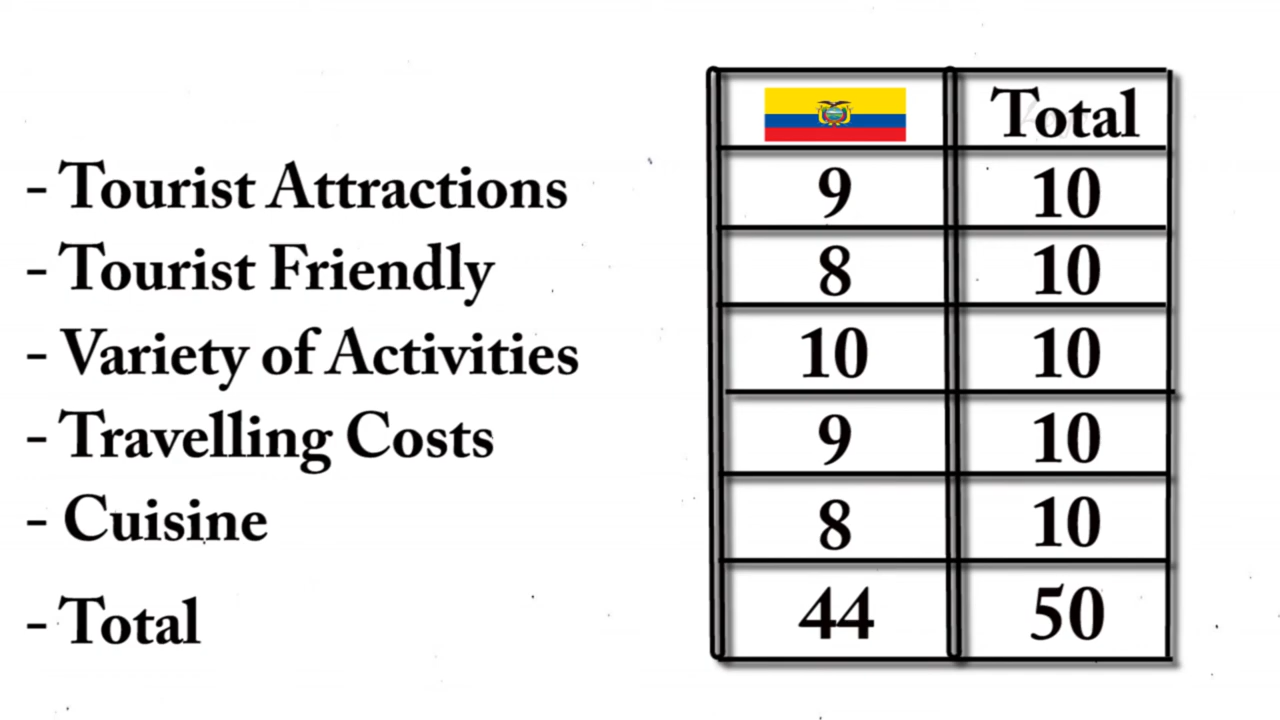 Total
- Tourist Attractions 9 10
- Tourist Friendly 8 10
- Variety of Activities 10 10
- Travelling Costs 9 10
- Cuisine 8 10
- Total 44 50